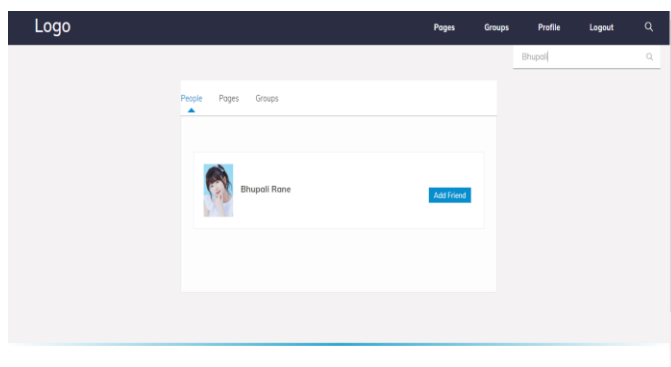 Logo Pages Groups Profile Logout
Bhupali
People Pages Groups
Bhupali Rane Add Friend